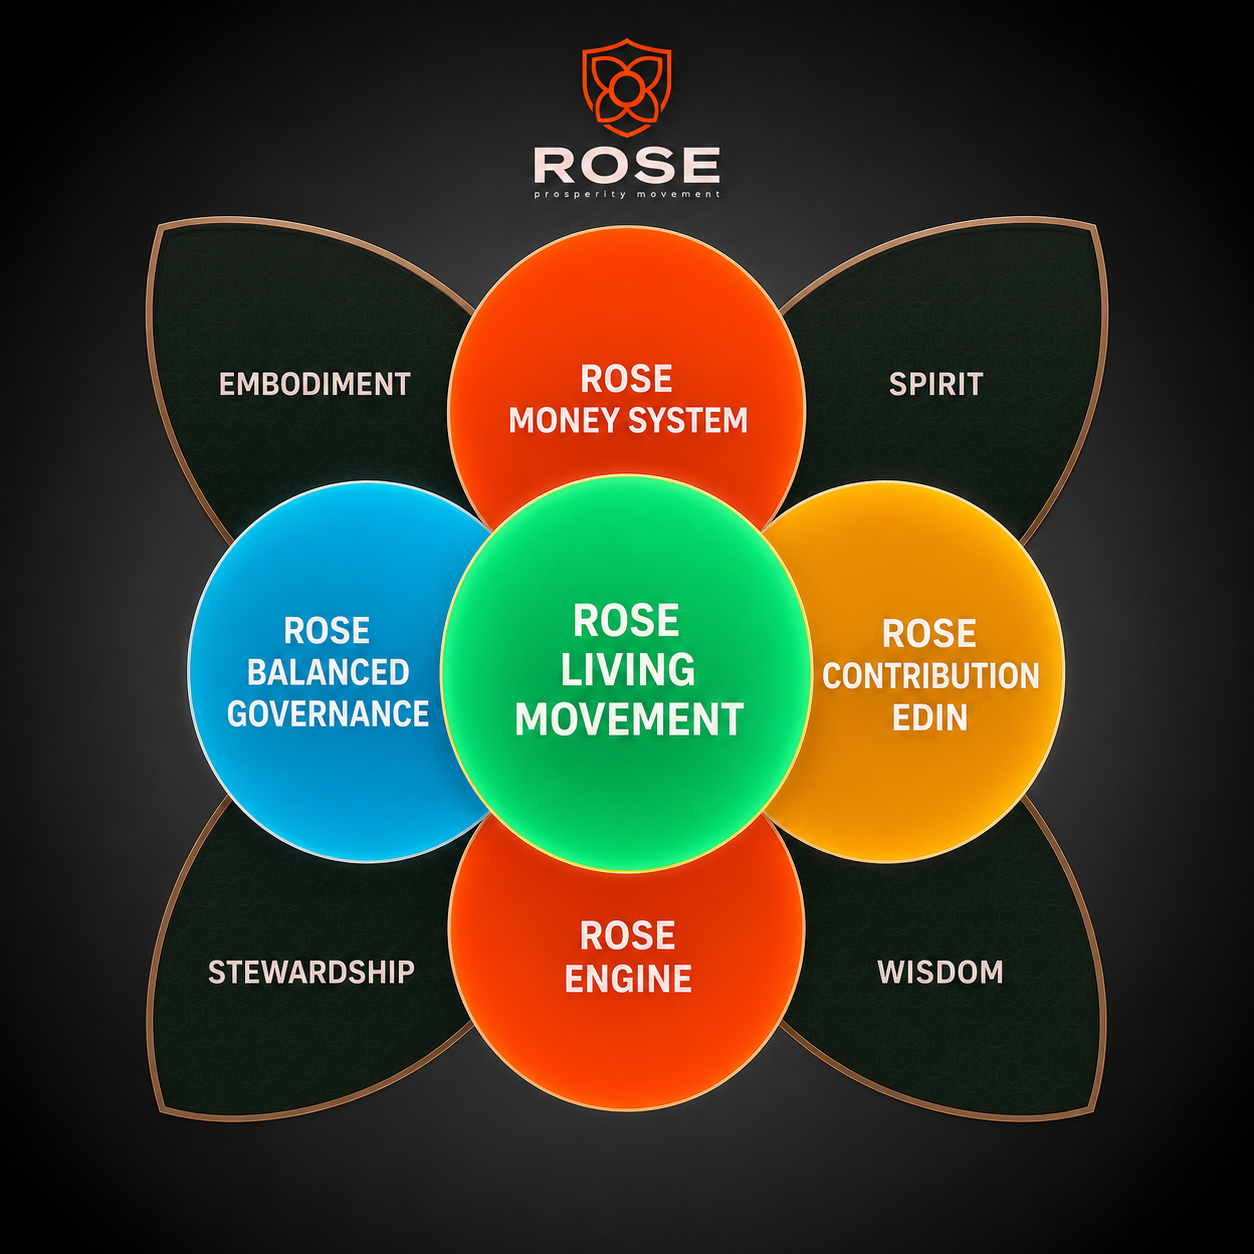 ROSE
prosperity movement
EMBODIMENT
ROSE
MONEY SYSTEM
SPIRIT
ROSE
BALANCED
GOVERNANCE
ROSE
LIVING
MOVEMENT
ROSE
CONTRIBUTION
EDIN
STEWARDSHIP
ROSE
ENGINE
WISDOM